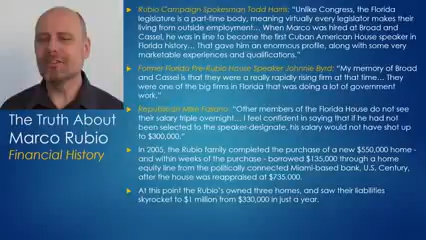 Rubio Campaign Spokesman Todd Harris: "Unlike Congress, the Florida
legislature is a part-time body, meaning virtually every legislator makes their
living from outside employment… When Marco was hired at Broad and
Cassel, he was in line to become the first Cuban American House speaker in
Florida history… That gave him an enormous profile, along with some very
marketable experiences and qualifications."
Former Florida Pre-Rubio House Speaker Johnnie Byrd: "My memory of Broad
and Cassel is that they were a really rapidly rising firm at that time… They
were one of the big firms in Florida that was doing a lot of government
work."
Republican Mike Fasano: "Other members of the Florida House do not see
their salary triple overnight… I feel confident in saying that if he had not
been selected to the speaker-designate, his salary would not have shot up
to $300,000."
In 2005, the Rubio family completed the purchase of a new $550,000 home -
and within weeks of the purchase - borrowed $135,000 through a home
equity line from the politically connected Miami-based bank, U.S. Century,
after the house was reappraised at $735,000.
At this point the Rubio's owned three homes, and saw their liabilities
skyrocket to $1 million from $330,000 in just a year.
The Truth About
Marco Rubio
Financial History